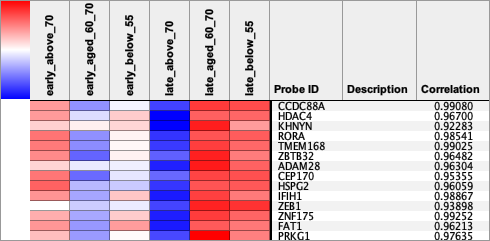 early_above_70 early_aged_60_70 early_below_55 late_above_70 late_aged_60_70 late_below_55
Probe ID Description Correlation
CCDC88A 0.99080
HDAC4 0.96700
KHNYN 0.92283
RORA 0.98541
TMEM168 0.99025
ZBTB32 0.96482
ADAM28 0.96304
CEP170 0.95355
HSPG2 0.96059
IFIH1 0.98867
ZEB1 0.93898
ZNF175 0.99252
FAT1 0.96213
PRKG1 0.97635